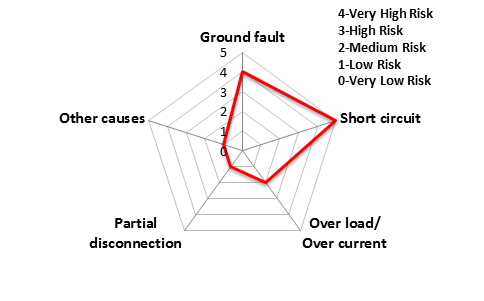 4-Very High Risk
3-High Risk
2-Medium Risk
1-Low Risk
0-Very Low Risk
Ground fault
5
4
3
2
1
0
Other causes
Short circuit
Partial
disconnection
Over load/
Over current